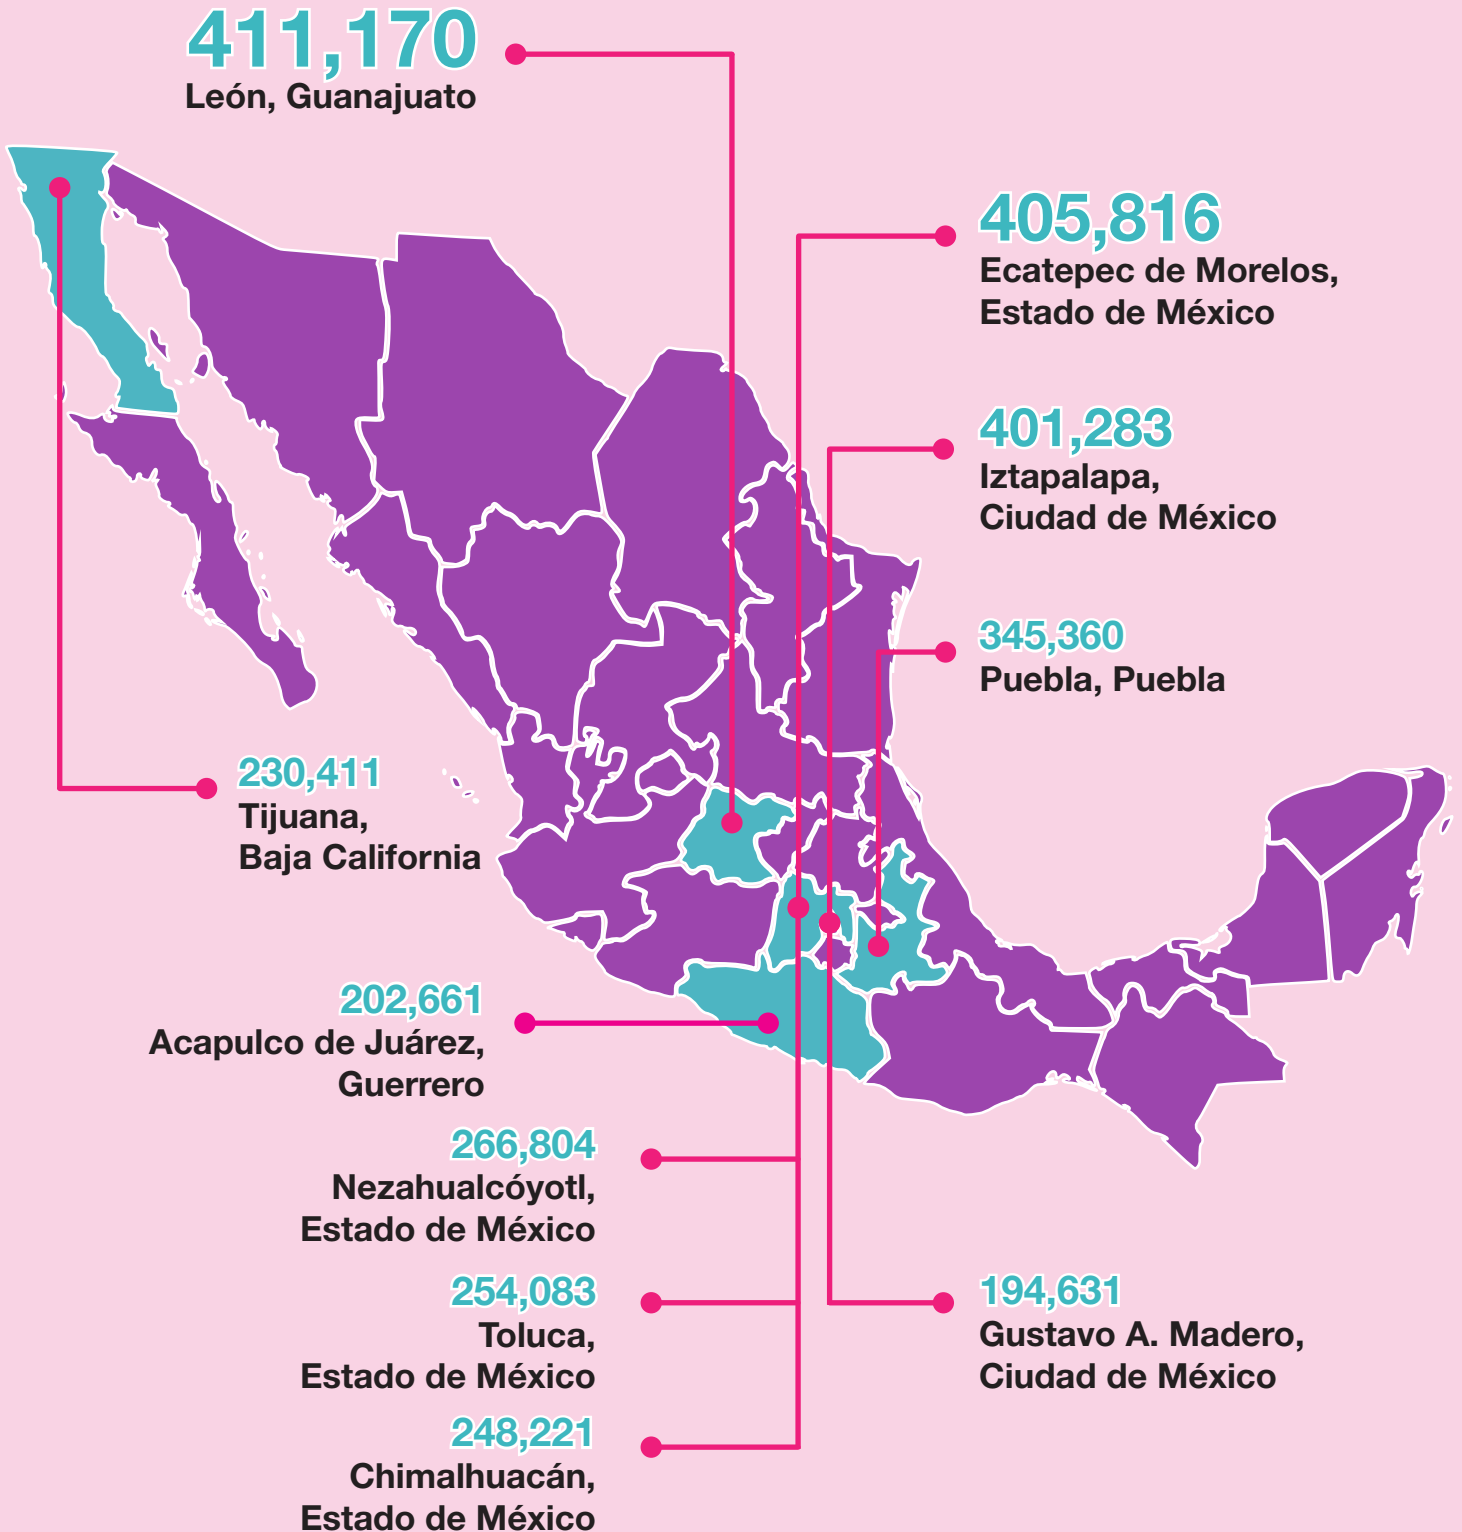 411,170
León, Guanajuato
405,816
Ecatepec de Morelos,
Estado de México
401,283
Iztapalapa,
Ciudad de México
345,360
Puebla, Puebla
230,411
Tijuana,
Baja California
202,661
Acapulco de Juárez,
Guerrero
266,804
Nezahualcóyotl,
Estado de México
254,083
Toluca,
Estado de México
248,221
Chimalhuacán,
Estado de México
194,631
Gustavo A. Madero,
Ciudad de México